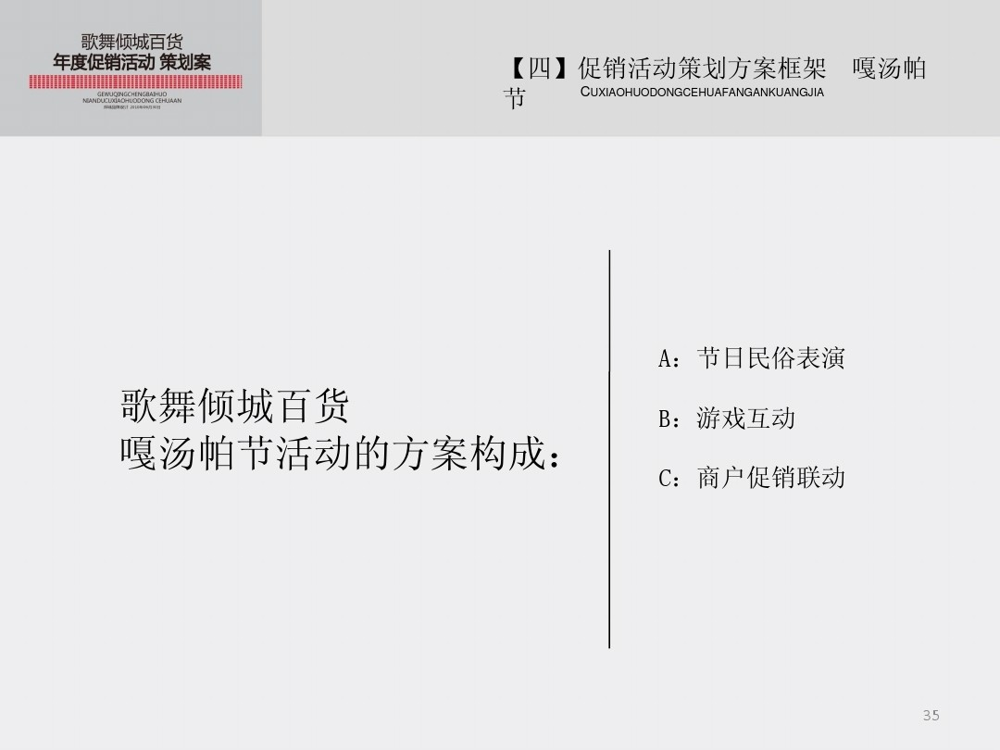 歌舞倾城百货
年度促销活动 策划案
GEWUQINGCHENGBAIHUO
NIANDUCUXIAOHUODONG CEHUAAN
【四】促销活动策划方案框架　嘎汤帕
节
CUXIAOHUODONGCEHUAFANGANKUANGJIA
歌舞倾城百货
嘎汤帕节活动的方案构成：
A：节日民俗表演
B：游戏互动
C：商户促销联动
35